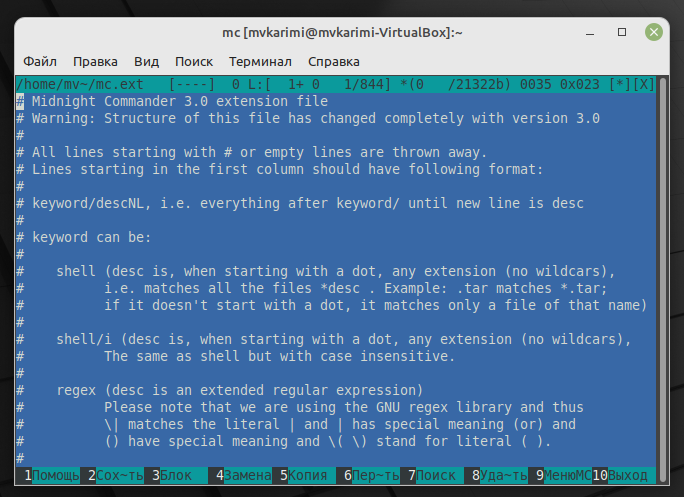 mc [mvkarimi@mvkarimi-VirtualBox]:~
Файл Правка Вид Поиск Терминал Справка
/home/mv~/mc.ext   [----]  0 L:[  1+ 0   1/844] *(0   /21322b) 0035 0x023 [*][X]
# Midnight Commander 3.0 extension file
# Warning: Structure of this file has changed completely with version 3.0
#
# All lines starting with # or empty lines are thrown away.
# Lines starting in the first column should have following format:
#
# keyword/descNL, i.e. everything after keyword/ until new line is desc
#
# keyword can be:
#
#    shell (desc is, when starting with a dot, any extension (no wildcars),
#          i.e. matches all the files *desc . Example: .tar matches *.tar;
#          if it doesn't start with a dot, it matches only a file of that name)
#
#    shell/i (desc is, when starting with a dot, any extension (no wildcars),
#          The same as shell but with case insensitive.
#
#    regex (desc is an extended regular expression)
#          Please note that we are using the GNU regex library and thus
#          \| matches the literal | and | has special meaning (or) and
#          () have special meaning and \( \) stand for literal ( ).
#
1Помощь 2Сох~ть 3Блок 4Замена 5Копия 6Пер~ть 7Поиск 8Уда~ть 9МенюMC 10Выход